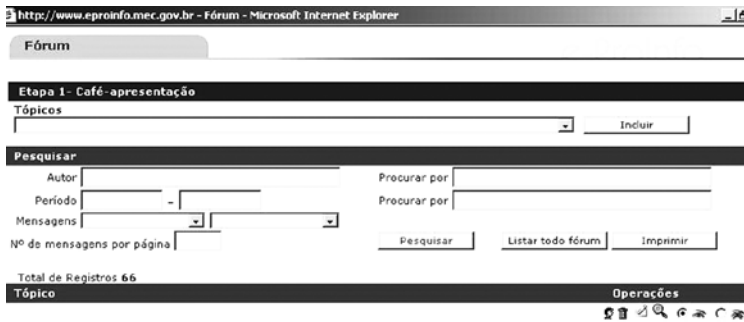 http://www.eproinfo.mec.gov.br - Fórum - Microsoft Internet Explorer
Fórum
Etapa 1- Café-apresentação
Tópicos
Incluir
Pesquisar
Autor
Procurar por
Período - Procurar por
Mensagens
Nº de mensagens por página
Pesquisar Listar todo fórum Imprimir
Total de Registros 66
Tópico Operações